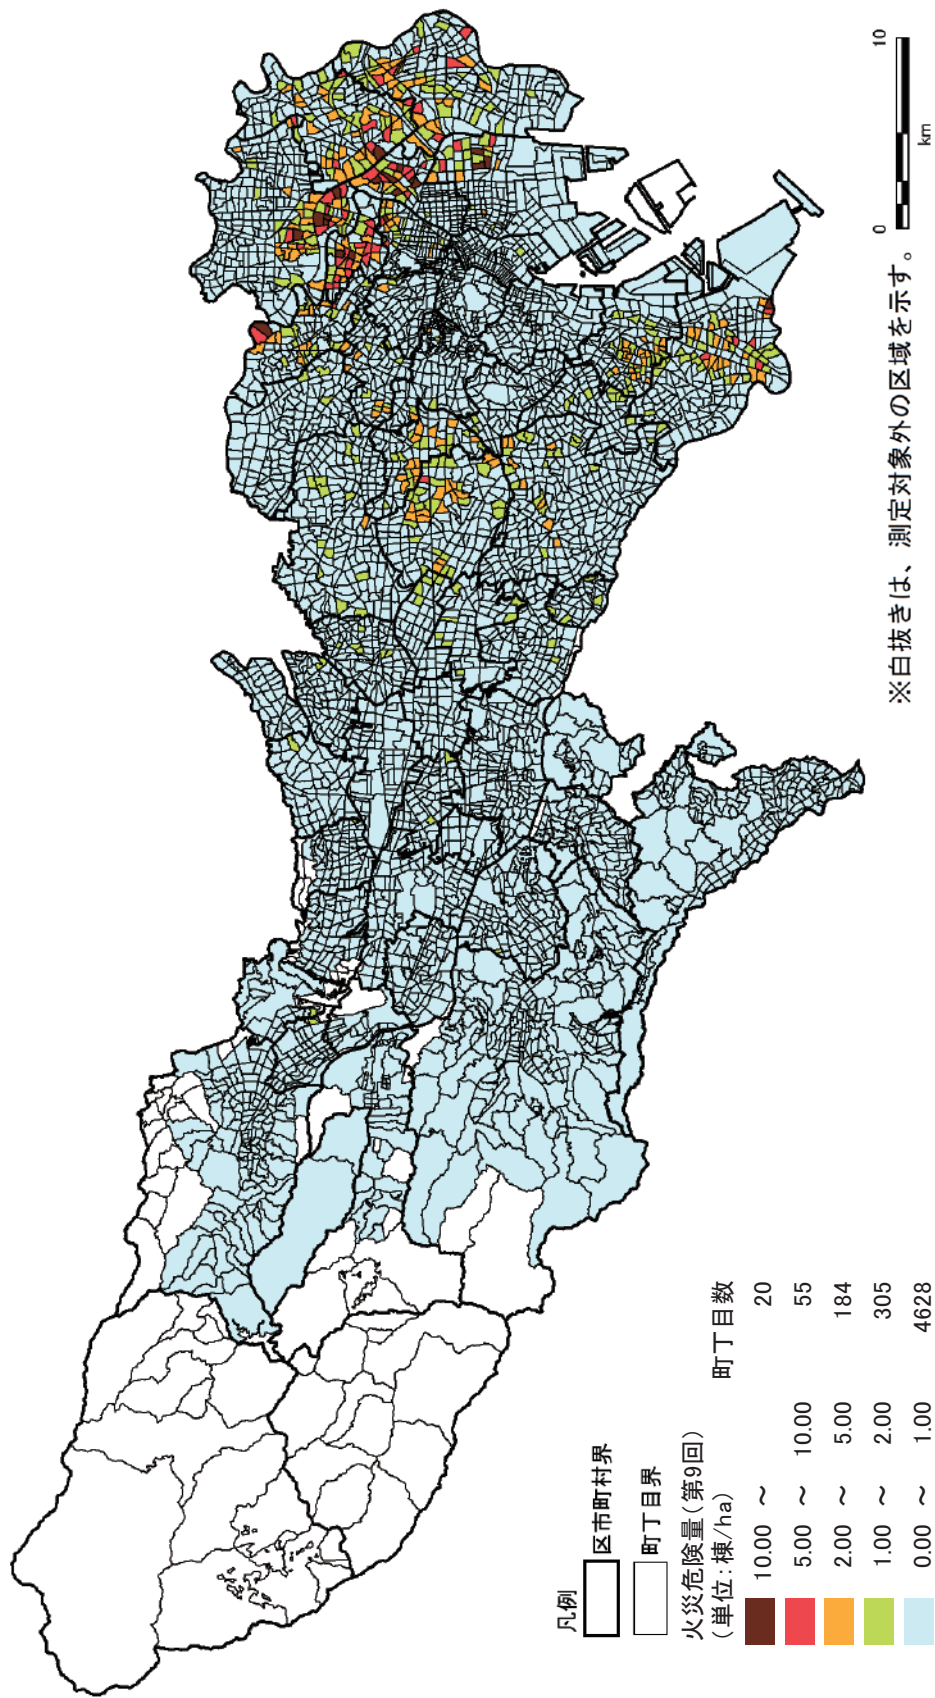 凡例
区市町村界
町丁目界
火災危険量(第9回)
(単位:棟/ha) 町丁目数
10.00 ～ 20
5.00 ～ 10.00 55
2.00 ～ 5.00 184
1.00 ～ 2.00 305
0.00 ～ 1.00 4628
0 10
km
※白抜きは、測定対象外の区域を示す。